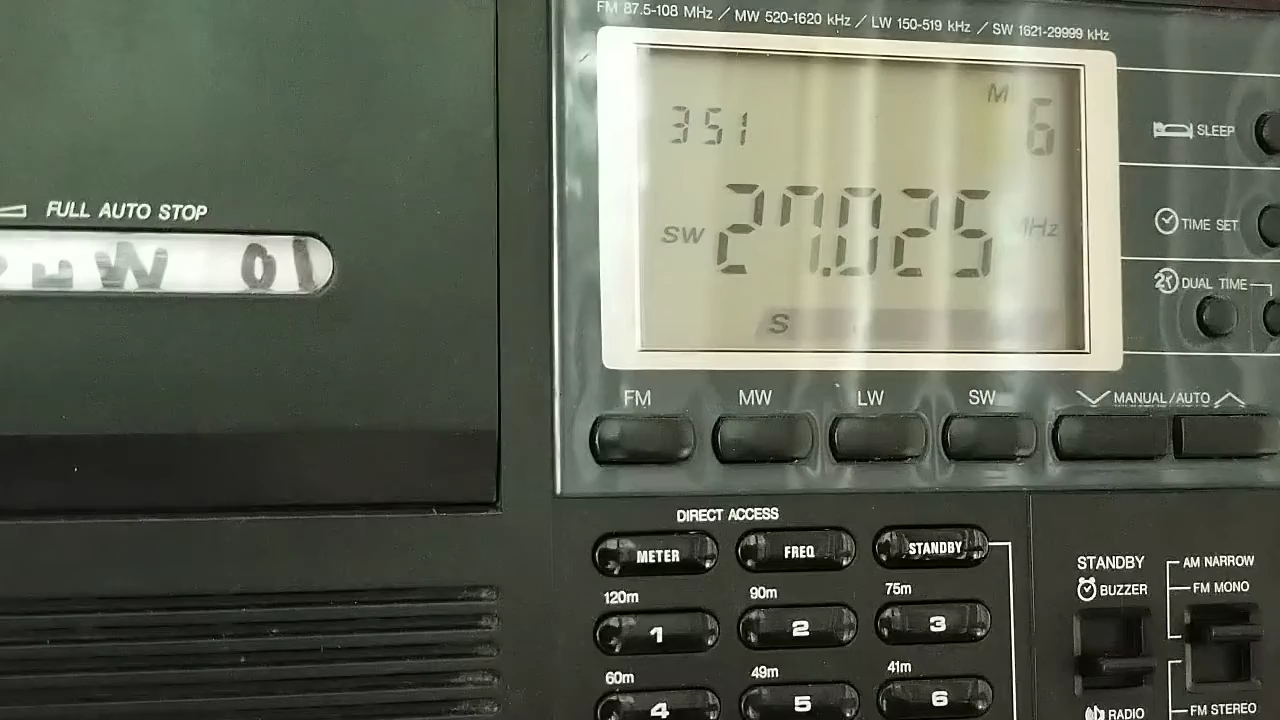 FM 87.5-108 MHz / MW 520-1620 kHz / LW 150-519 kHz / SW 1621-29999 kHz
M
351
6
SW 27.025 MHz
S
SLEEP
TIME SET
DUAL TIME
FULL AUTO STOP
W 01
FM MW LW SW MANUAL/AUTO
DIRECT ACCESS
METER FREQ STANDBY
120m 90m 75m
1 2 3
60m 49m 41m
4 5 6
STANDBY
BUZZER
RADIO
AM NARROW
FM MONO
FM STEREO